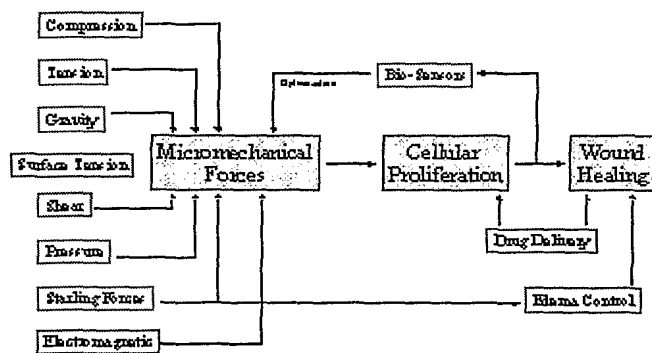 Compression
Tension
Gravity
Surface Tension
Shear
Pressure
Starling Forces
Electromagnetic
Micromechanical
Forces
Bio-Sensors
Cellular
Proliferation
Wound
Healing
Drug Delivery
Edema Control